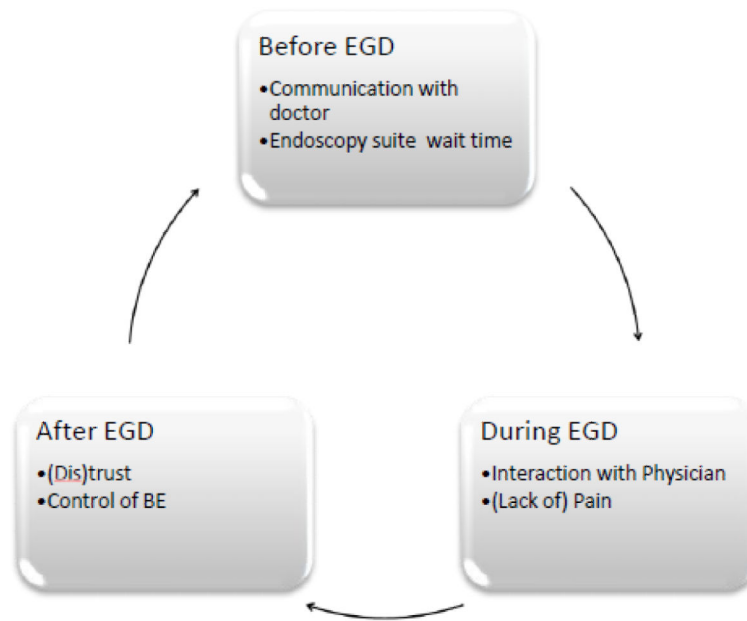 Before EGD
•Communication with
doctor
•Endoscopy suite wait time
After EGD
•(Dis)trust
•Control of BE
During EGD
•Interaction with Physician
•(Lack of) Pain